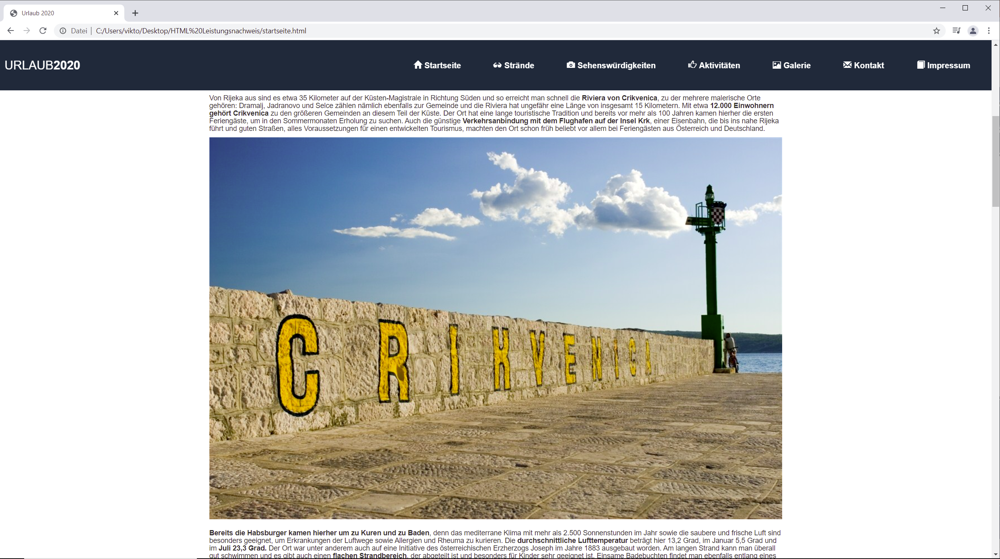 Urlaub 2020
Datei | C:/Users/vikto/Desktop/HTML%20Leistungsnachweis/startseite.html
URLAUB2020 Startseite Strände Sehenswürdigkeiten Aktivitäten Galerie Kontakt Impressum
Von Rijeka aus sind es etwa 35 Kilometer auf der Küsten-Magistrale in Richtung Süden und so erreicht man schnell die Riviera von Crikvenica, zu der mehrere malerische Orte
gehören: Dramalj, Jadranovo und Selce zählen nämlich ebenfalls zur Gemeinde und die Riviera hat ungefähr eine Länge von insgesamt 15 Kilometern. Mit etwa 12.000 Einwohnern
gehört Crikvenica zu den größeren Gemeinden an diesem Teil der Küste. Der Ort hat eine lange touristische Tradition und bereits vor mehr als 100 Jahren kamen hierher die ersten
Feriengäste, um in den Sommermonaten Erholung zu suchen. Auch die günstige Verkehrsanbindung mit dem Flughafen auf der Insel Krk, einer Eisenbahn, die bis ins nahe Rijeka
führt und guten Straßen, alles Voraussetzungen für einen entwickelten Tourismus, machten den Ort schon früh beliebt vor allem bei Feriengästen aus Österreich und Deutschland.
CRIKVENICA
Bereits die Habsburger kamen hierher um zu Kuren und zu Baden, denn das mediterrane Klima mit mehr als 2.500 Sonnenstunden im Jahr sowie die saubere und frische Luft sind
besonders geeignet, um Erkrankungen der Luftwege sowie Allergien und Rheuma zu kurieren. Die durchschnittliche Lufttemperatur beträgt hier 13,2 Grad, im Januar 5,5 Grad und
im Juli 23,3 Grad. Der Ort war unter anderem auch auf eine Initiative des österreichischen Erzherzogs Joseph im Jahre 1883 ausgebaut worden. Am langen Strand kann man überall
gut schwimmen und es gibt auch einen flachen Strandbereich, der abgeteilt ist und besonders für Kinder sehr geeignet ist. Einsame Badebuchten findet man ebenfalls entlang eines